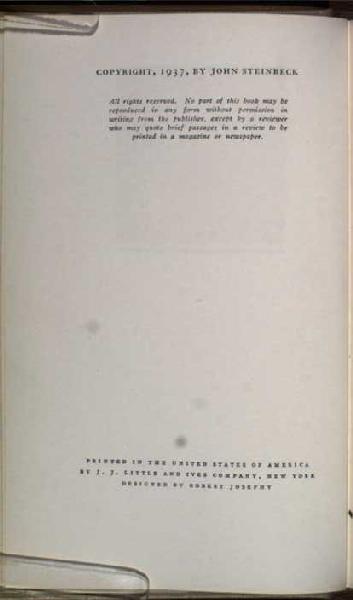 COPYRIGHT, 1937, BY JOHN STEINBECK
All rights reserved. No part of this book may be
reproduced in any form without permission in
writing from the publisher, except by a reviewer
who may quote brief passages in a review to be
printed in a magazine or newspaper.
PRINTED IN THE UNITED STATES OF AMERICA
BY J. J. LITTLE AND IVES COMPANY, NEW YORK
DESIGNED BY ROBERT JOSEPHY